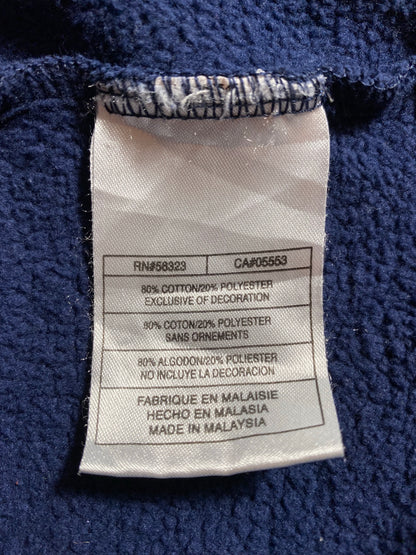 RN#58323 CA#05553
80% COTTON/20% POLYESTER
EXCLUSIVE OF DECORATION
80% COTON/20% POLYESTER
SANS ORNEMENTS
80% ALGODON/20% POLYESTER
NO INCLUYE LA DECORACION
FABRIQUE EN MALAISIE
HECHO EN MALASIA
MADE IN MALAYSIA